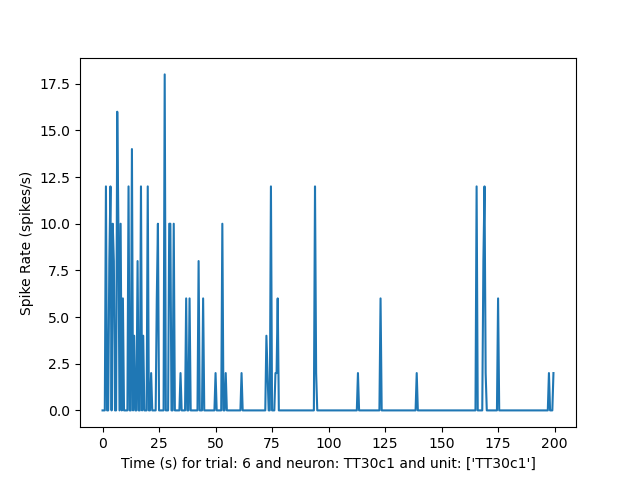 17.5
15.0
12.5
10.0
7.5
5.0
2.5
0.0
Spike Rate (spikes/s)
0 25 50 75 100 125 150 175 200
Time (s) for trial: 6 and neuron: TT30c1 and unit: ['TT30c1']